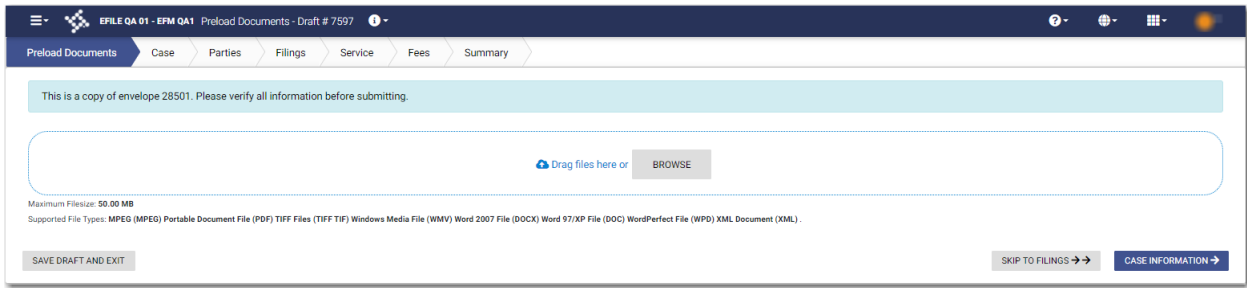 EFILE QA 01 - EFM QA1 Preload Documents - Draft # 7597
Preload Documents Case Parties Filings Service Fees Summary
This is a copy of envelope 28501. Please verify all information before submitting.
Drag files here or BROWSE
Maximum Filesize: 50.00 MB
Supported File Types: MPEG (MPEG) Portable Document File (PDF) TIFF Files (TIFF TIF) Windows Media File (WMV) Word 2007 File (DOCX) Word 97/XP File (DOC) WordPerfect File (WPD) XML Document (XML) .
SAVE DRAFT AND EXIT SKIP TO FILINGS CASE INFORMATION